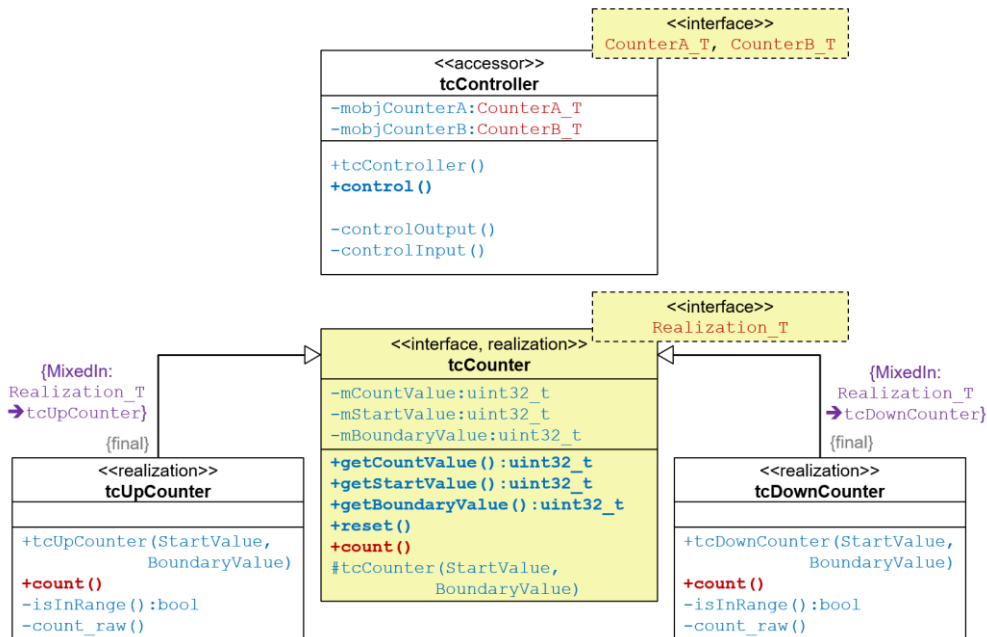 <<interface>>
CounterA_T, CounterB_T
<<accessor>>
tcController
-mobjCounterA:CounterA_T
-mobjCounterB:CounterB_T
+tcController()
+control()
-controlOutput()
-controlInput()
<<interface>>
Realization_T
<<interface, realization>>
tcCounter
-mCountValue:uint32_t
-mStartValue:uint32_t
-mBoundaryValue:uint32_t
+getCountValue():uint32_t
+getStartValue():uint32_t
+getBoundaryValue():uint32_t
+reset()
+count()
#tcCounter(StartValue,
BoundaryValue)
{MixedIn:
Realization_T
➔tcUpCounter}
{final}
<<realization>>
tcUpCounter
+tcUpCounter(StartValue,
BoundaryValue)
+count()
-isInRange():bool
-count_raw()
{MixedIn:
Realization_T
➔tcDownCounter}
{final}
<<realization>>
tcDownCounter
+tcDownCounter(StartValue,
BoundaryValue)
+count()
-isInRange():bool
-count_raw()